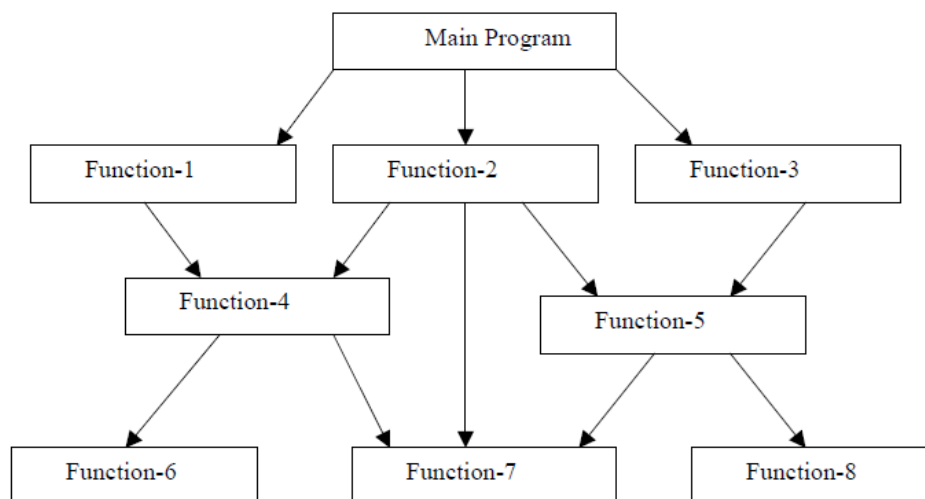 Main Program
Function-1
Function-2
Function-3
Function-4
Function-5
Function-6
Function-7
Function-8